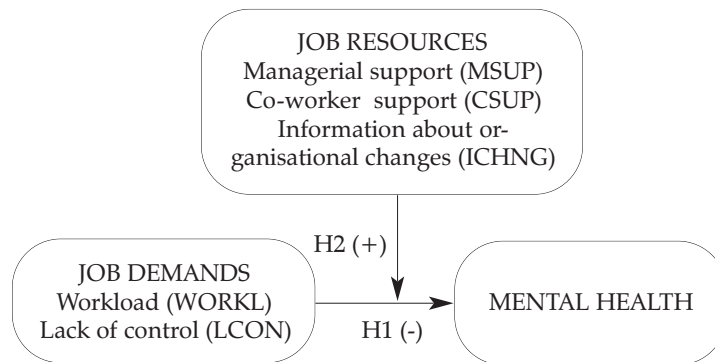 JOB RESOURCES
Managerial support (MSUP)
Co-worker support (CSUP)
Information about or-
ganisational changes (ICHNG)
H2 (+)
JOB DEMANDS
Workload (WORKL)
Lack of control (LCON)
H1 (-)
MENTAL HEALTH